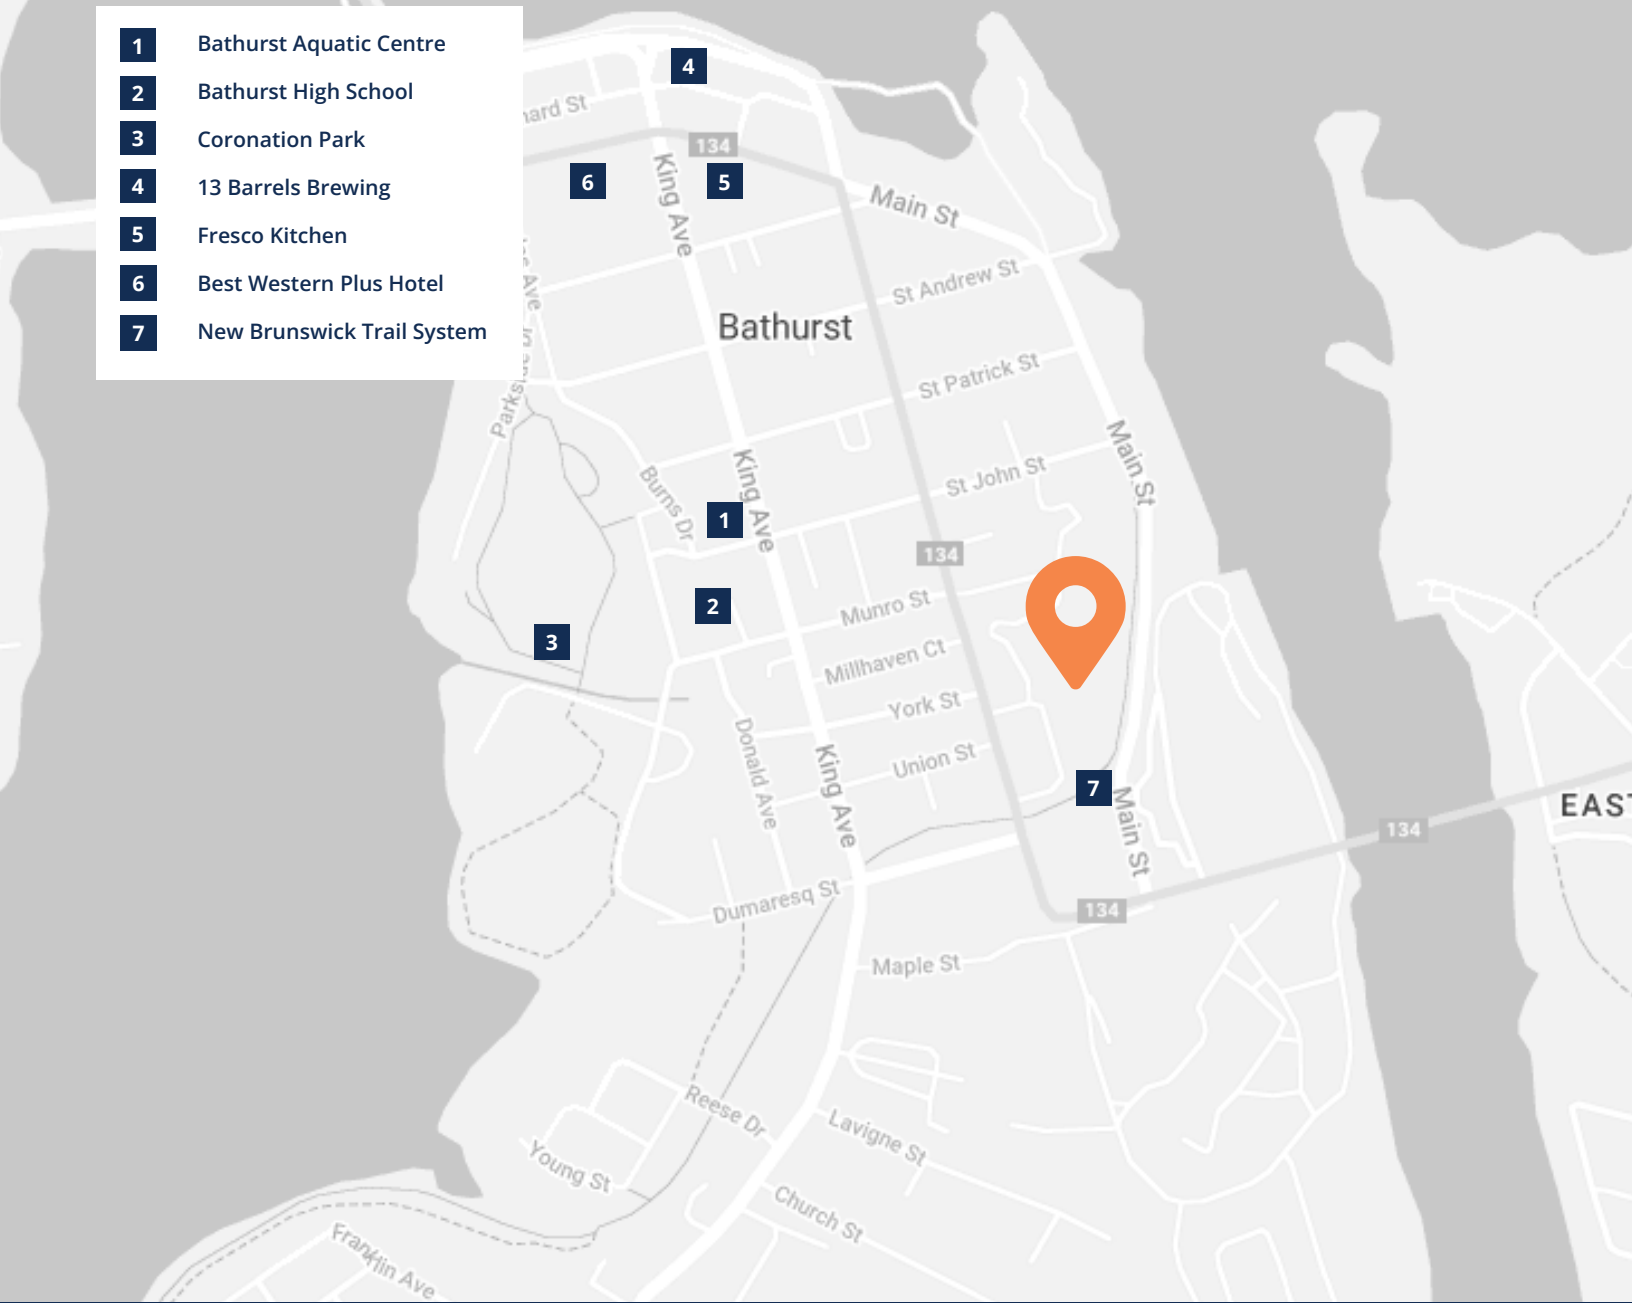 1 Bathurst Aquatic Centre
2 Bathurst High School
3 Coronation Park
4 13 Barrels Brewing
5 Fresco Kitchen
6 Best Western Plus Hotel
7 New Brunswick Trail System
4
134
6
5
King Ave
Main St
St Andrew St
Bathurst
St Patrick St
Main St
King Ave
St John St
Burns Dr
1
134
2
Munro St
3
Millhaven Ct
York St
Donald Ave
King Ave
Union St
7
Main St
EAST
134
Dumaresq St
134
Maple St
Reese Dr
Lavigne St
Young St
Church St
Franklin Ave